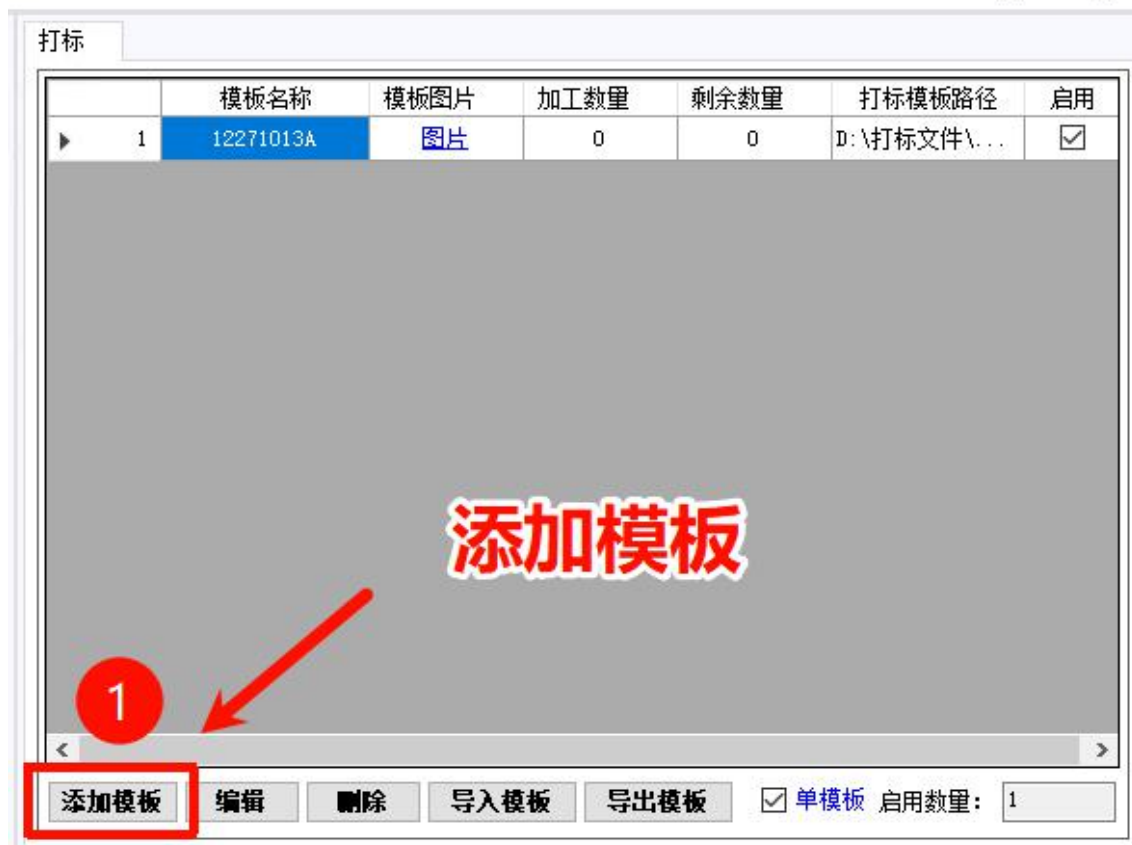 打标
模板名称 模板图片 加工数量 剩余数量 打标模板路径 启用
1 12271013A 图片 0 0 D:\打标文件\...
添加模板
1
添加模板 编辑 删除 导入模板 导出模板 单模板 启用数量: 1